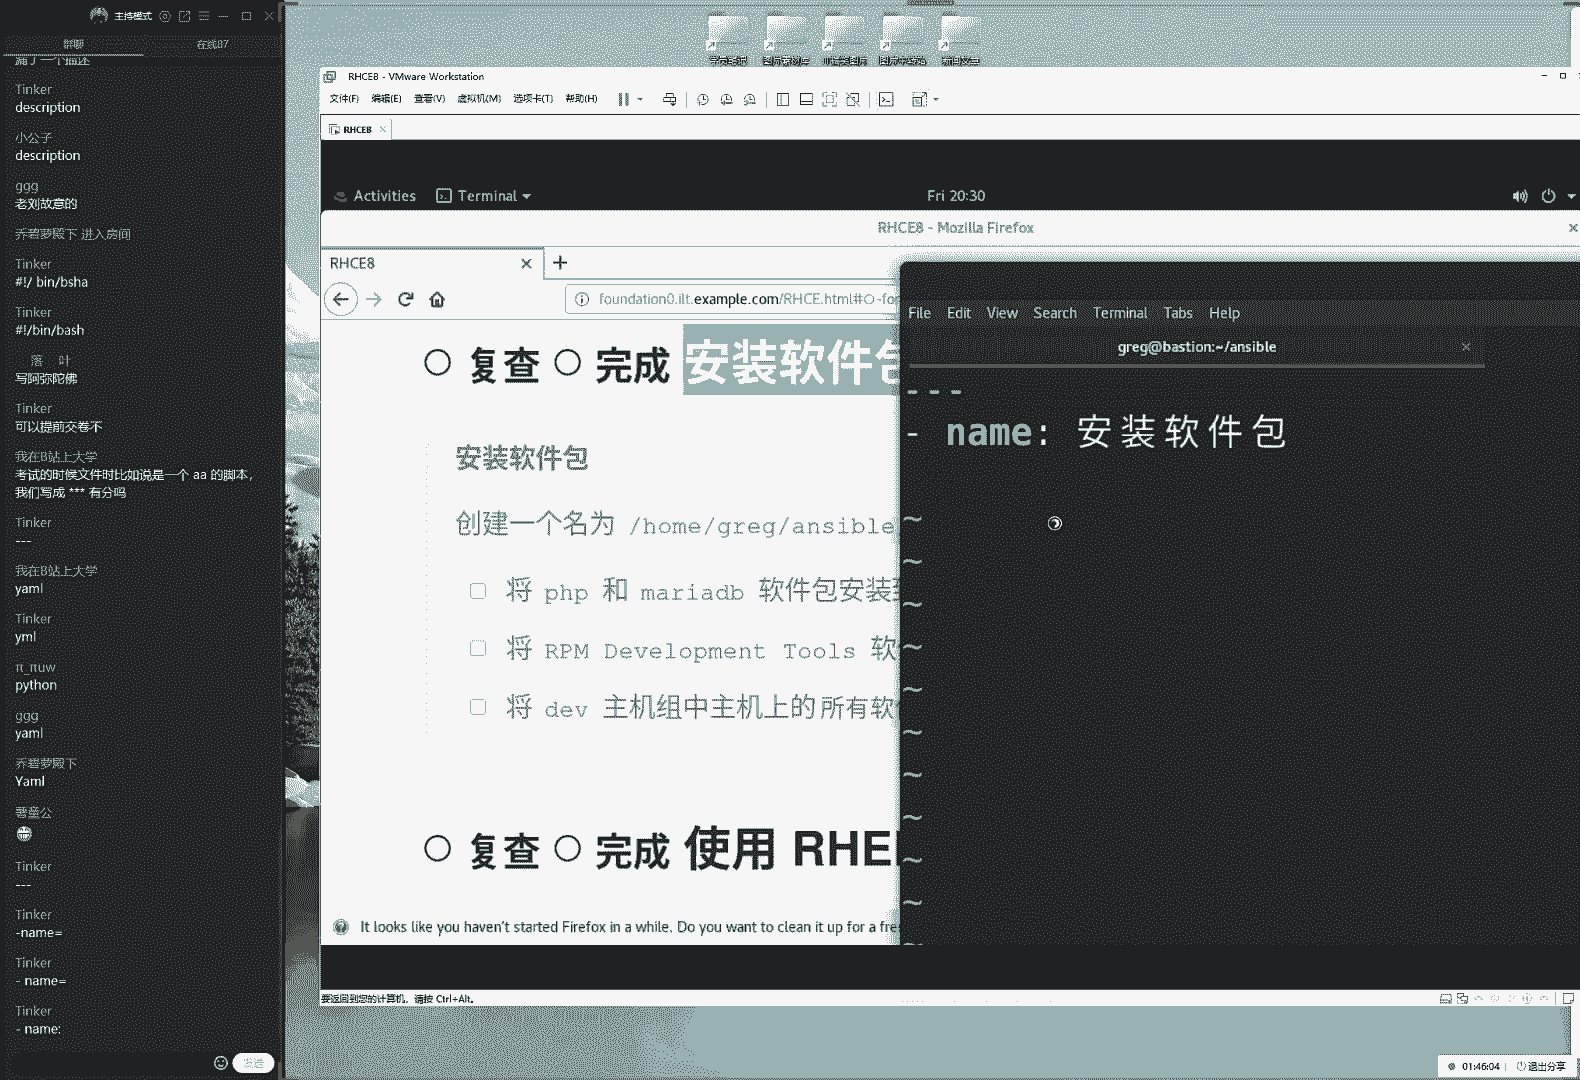 主持模式
群聊
在线87
漏了一个描述
Tinker
description
小公子
description
ggg
老刘故意的
乔碧萝殿下 进入房间
Tinker
#!/ bin/bsha
Tinker
#!/bin/bash
落 叶
写阿弥陀佛
Tinker
可以提前交卷不
我在B站上大学
考试的时候文件时比如说是一个 aa 的脚本，
我们写成 *** 有分吗
Tinker
---
我在B站上大学
yaml
Tinker
yml
π_πuw
python
ggg
yaml
乔碧萝殿下
Yaml
Tinker
---
Tinker
-name=
Tinker
- name=
Tinker
- name:
发送
RHCE8 - VMware Workstation
文件(F) 编辑(E) 查看(V) 虚拟机(M) 选项卡(T) 帮助(H)
RHCE8
Activities Terminal Fri 20:30
RHCE8 - Mozilla Firefox
RHCE8
foundation0.ilt.example.com/RHCE.html#
复查 完成 安装软件包
安装软件包
创建一个名为 /home/greg/ansible
将 php 和 mariadb 软件包安装到
将 RPM Development Tools 软
将 dev 主机组中主机上的所有软
复查 完成 使用 RHE
It looks like you haven't started Firefox in a while. Do you want to clean it up for a fre
File Edit View Search Terminal Tabs Help
greg@bastion:~/ansible
---
- name: 安装软件包
~
~
~
~
~
~
~
~
~
~
~
要返回到您的计算机，请按 Ctrl+Alt。
01:46:04
退出分享